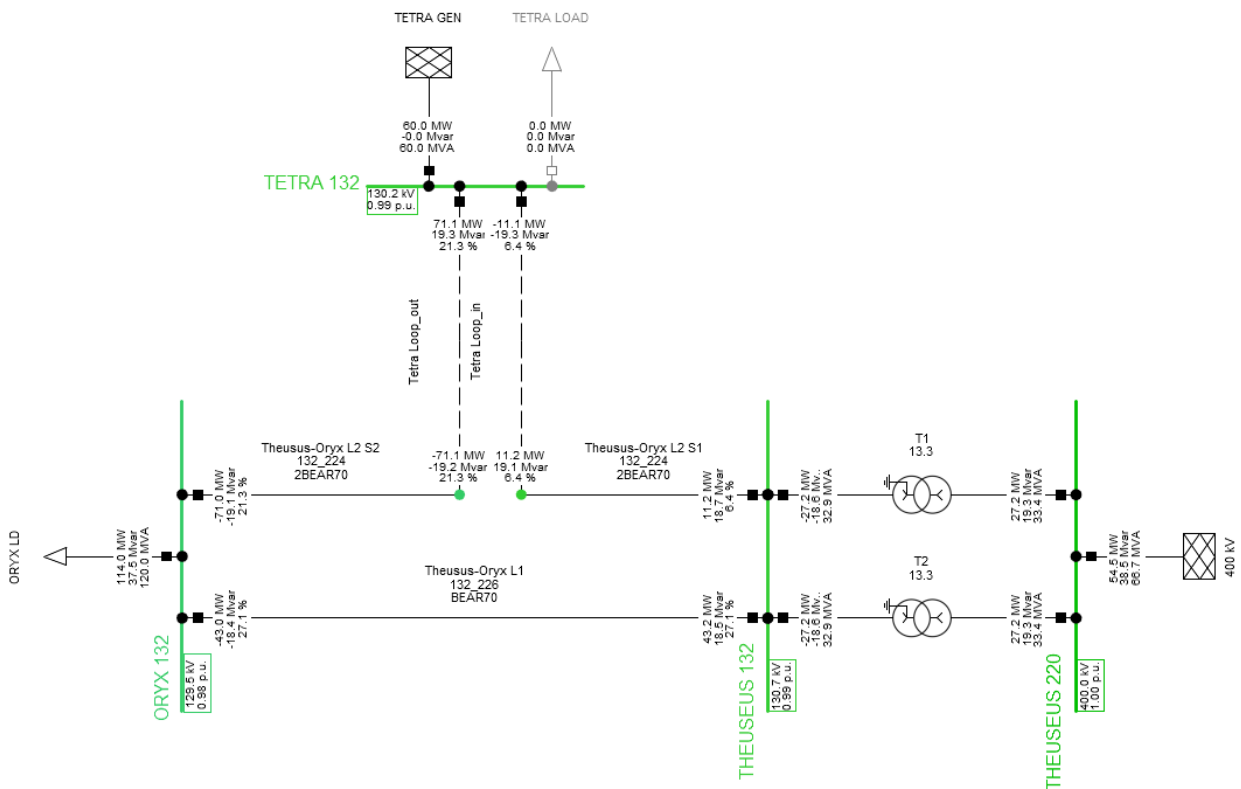 TETRA GEN
TETRA LOAD
60.0 MW
-0.0 Mvar
60.0 MVA
0.0 MW
0.0 Mvar
0.0 MVA
TETRA 132
130.2 kV
0.99 p.u.
71.1 MW
19.3 Mvar
21.3 %
-11.1 MW
-19.3 Mvar
6.4 %
Tetra Loop_out
Tetra Loop_in
Theusus-Oryx L2 S2
132_224
2BEAR70
-71.1 MW
-19.2 Mvar
21.3 %
11.2 MW
19.1 Mvar
6.4 %
Theusus-Oryx L2 S1
132_224
2BEAR70
T1
13.3
-71.0 MW
-19.1 Mvar
21.3 %
11.2 MW
18.7 Mvar
6.4 %
-27.2 MW
-18.6 Mv..
32.9 MVA
27.2 MW
19.3 Mvar
33.4 MVA
ORYX LD
114.0 MW
37.5 Mvar
120.0 MVA
54.5 MW
38.5 Mvar
66.7 MVA
400 kV
Theusus-Oryx L1
132_226
BEAR70
T2
13.3
-43.0 MW
-18.4 Mvar
27.1 %
43.2 MW
18.5 Mvar
27.1 %
-27.2 MW
-18.6 Mv..
32.9 MVA
27.2 MW
19.3 Mvar
33.4 MVA
ORYX 132
129.5 kV
0.98 p.u.
THEUSEUS 132
130.7 kV
0.99 p.u.
THEUSEUS 220
400.0 kV
1.00 p.u.